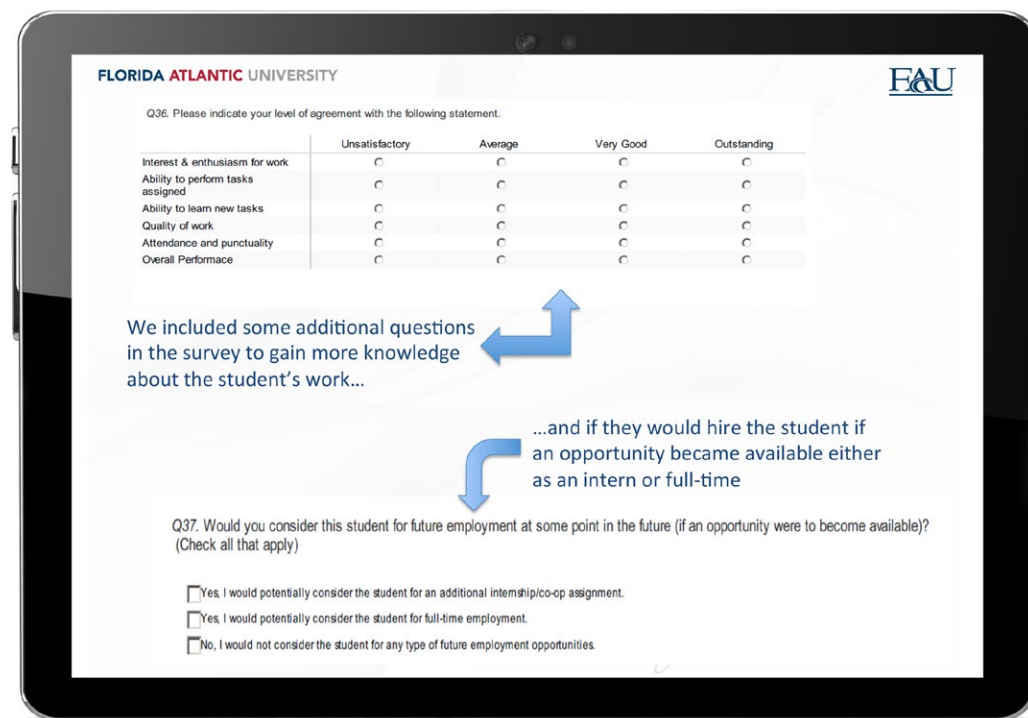 FLORIDA ATLANTIC UNIVERSITY
FAU
Q36. Please indicate your level of agreement with the following statement.
Unsatisfactory Average Very Good Outstanding
Interest & enthusiasm for work
Ability to perform tasks
assigned
Ability to learn new tasks
Quality of work
Attendance and punctuality
Overall Performace
We included some additional questions
in the survey to gain more knowledge
about the student's work...
...and if they would hire the student if
an opportunity became available either
as an intern or full-time
Q37. Would you consider this student for future employment at some point in the future (if an opportunity were to become available)?
(Check all that apply)
Yes, I would potentially consider the student for an additional internship/co-op assignment.
Yes, I would potentially consider the student for full-time employment.
No, I would not consider the student for any type of future employment opportunities.